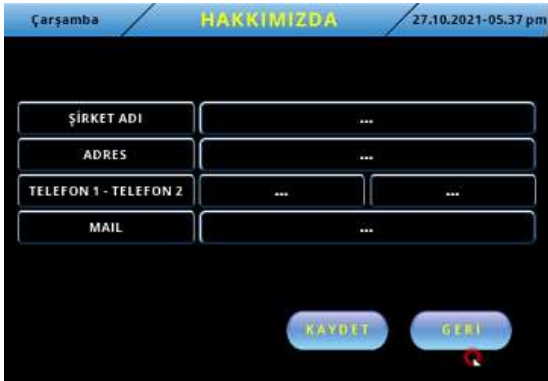 Çarşamba HAKKIMIZDA 27.10.2021-05.37 pm
ŞİRKET ADI ...
ADRES ...
TELEFON 1 - TELEFON 2 ... ...
MAIL ...
KAYDET GERİ